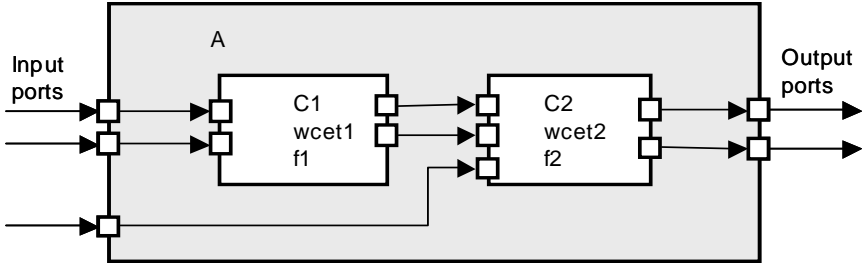 A
Input
ports
Output
ports
C1
wcet1
f1
C2
wcet2
f2